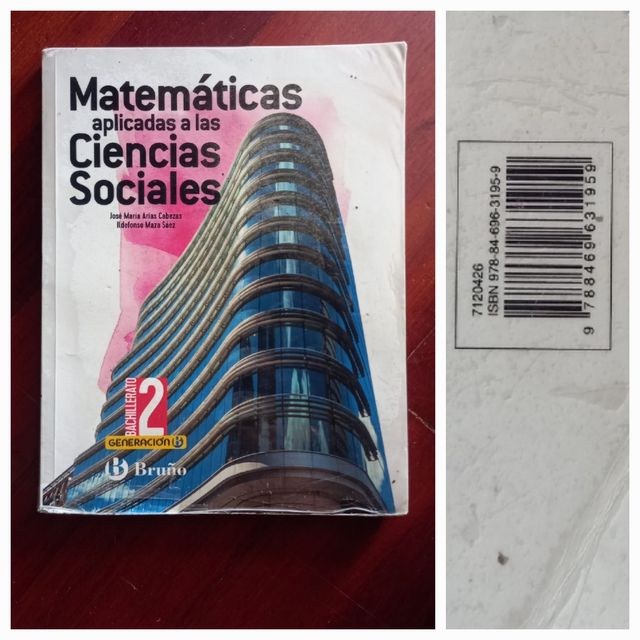 Matemáticas
aplicadas a las
Ciencias
Sociales
José María Arias Cabezas
Ildefonso Maza Sáez
BACHILLERATO
2
GENERACIÓN B
B Bruño
7120426
ISBN 978-84-696-3195-9
9 788469 631959